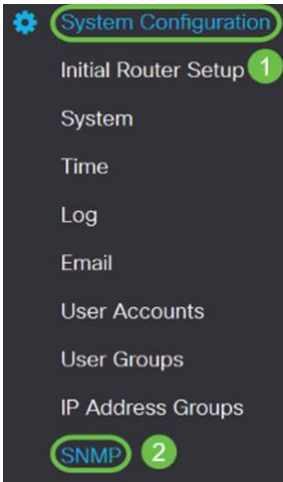 System Configuration
Initial Router Setup 1
System
Time
Log
Email
User Accounts
User Groups
IP Address Groups
SNMP 2